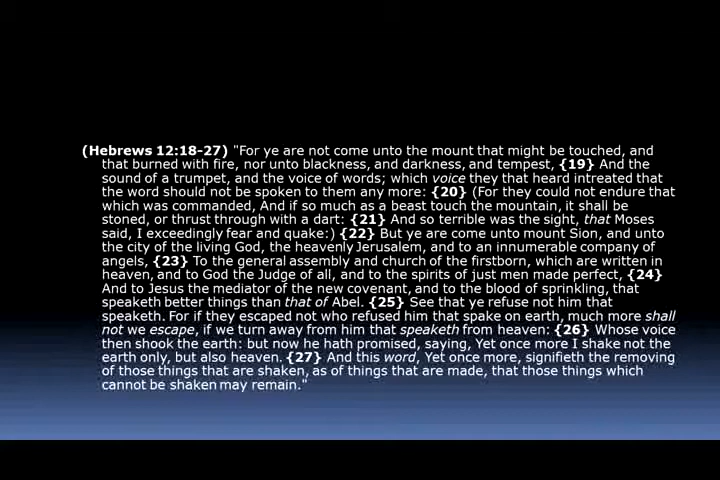 (Hebrews 12:18-27) "For ye are not come unto the mount that might be touched, and
that burned with fire, nor unto blackness, and darkness, and tempest, {19} And the
sound of a trumpet, and the voice of words; which voice they that heard intreated that
the word should not be spoken to them any more: {20} (For they could not endure that
which was commanded, And if so much as a beast touch the mountain, it shall be
stoned, or thrust through with a dart: {21} And so terrible was the sight, that Moses
said, I exceedingly fear and quake:) {22} But ye are come unto mount Sion, and unto
the city of the living God, the heavenly Jerusalem, and to an innumerable company of
angels, {23} To the general assembly and church of the firstborn, which are written in
heaven, and to God the Judge of all, and to the spirits of just men made perfect, {24}
And to Jesus the mediator of the new covenant, and to the blood of sprinkling, that
speaketh better things than that of Abel. {25} See that ye refuse not him that
speaketh. For if they escaped not who refused him that spake on earth, much more shall
not we escape, if we turn away from him that speaketh from heaven: {26} Whose voice
then shook the earth: but now he hath promised, saying, Yet once more I shake not the
earth only, but also heaven. {27} And this word, Yet once more, signifieth the removing
of those things that are shaken, as of things that are made, that those things which
cannot be shaken may remain."